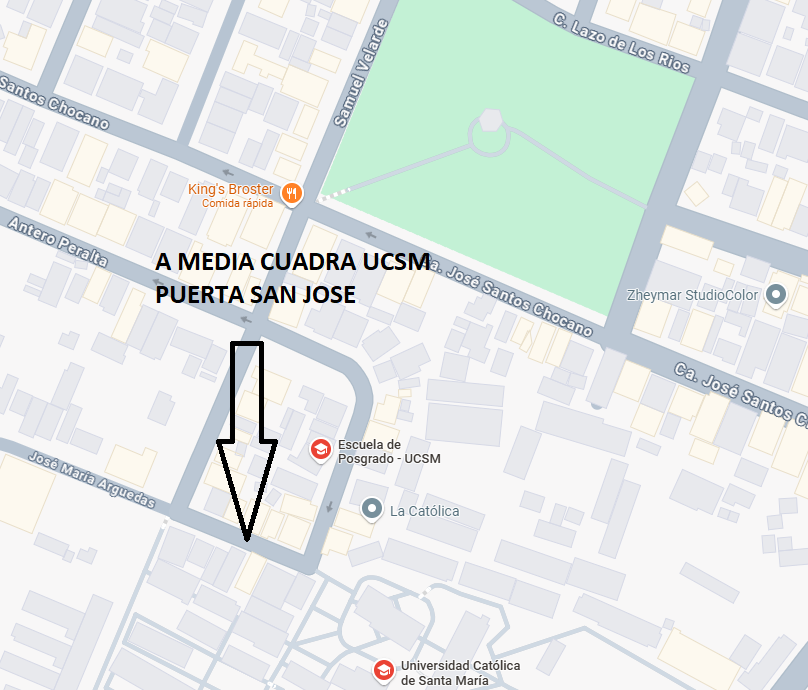 C. Lazo de Los Rios
Samuel Velarde
Santos Chocano
King's Broster
Comida rápida
Antero Peralta
A MEDIA CUADRA UCSM
PUERTA SAN JOSE
a. José Santos Chocano
Zheymar StudioColor
Ca. José Santos C
Escuela de
Posgrado - UCSM
José María Arguedas
La Católica
Universidad Católica
de Santa María